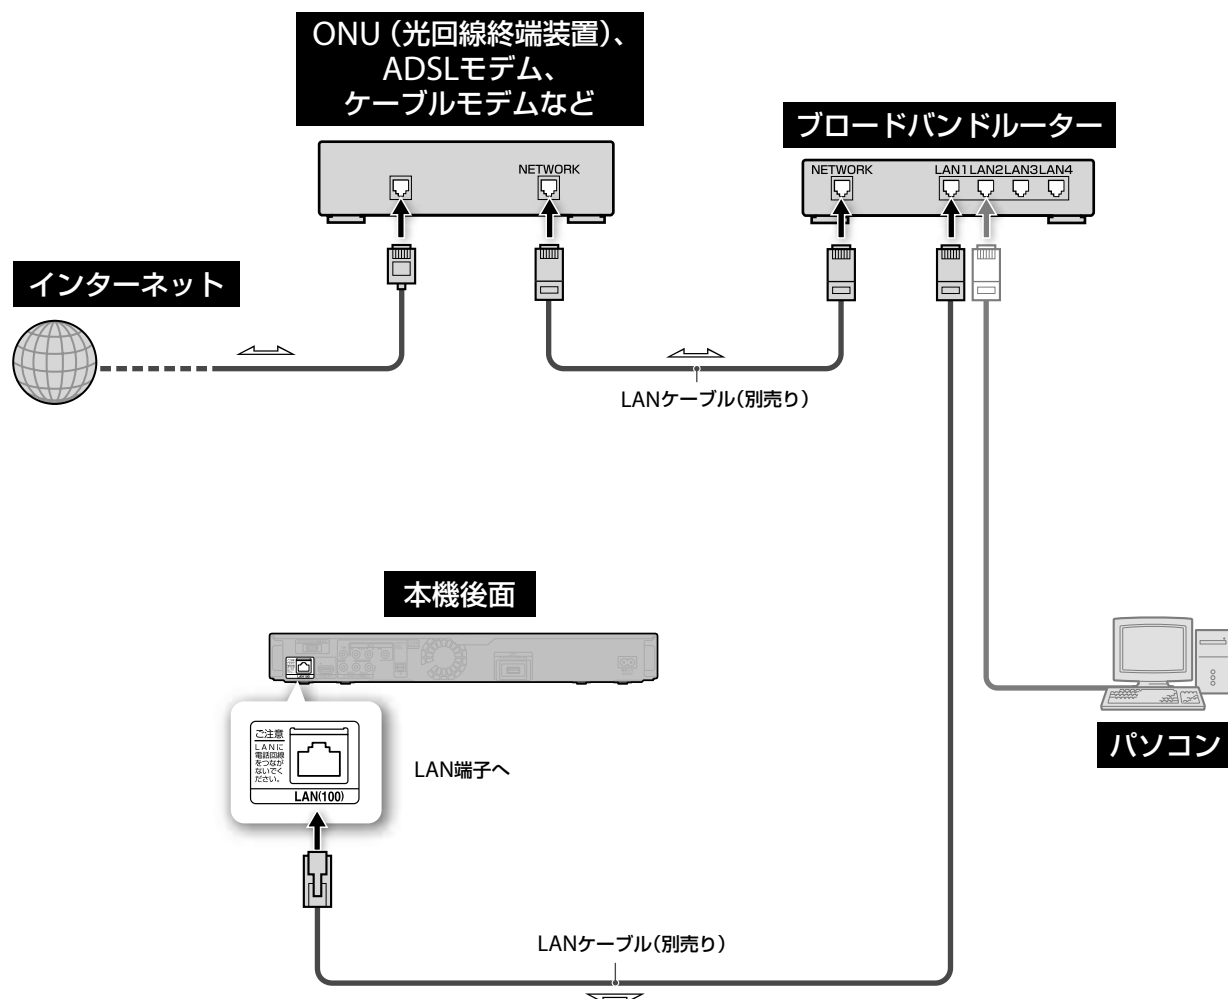 ONU（光回線終端装置）、
ADSLモデム、
ケーブルモデムなど
ブロードバンドルーター
NETWORK
NETWORK
LAN1 LAN2 LAN3 LAN4
インターネット
LANケーブル（別売り）
本機後面
パソコン
ご注意
LANに
電話回線
をつなが
ないでく
ださい。
LAN(100)
LAN端子へ
LANケーブル（別売り）